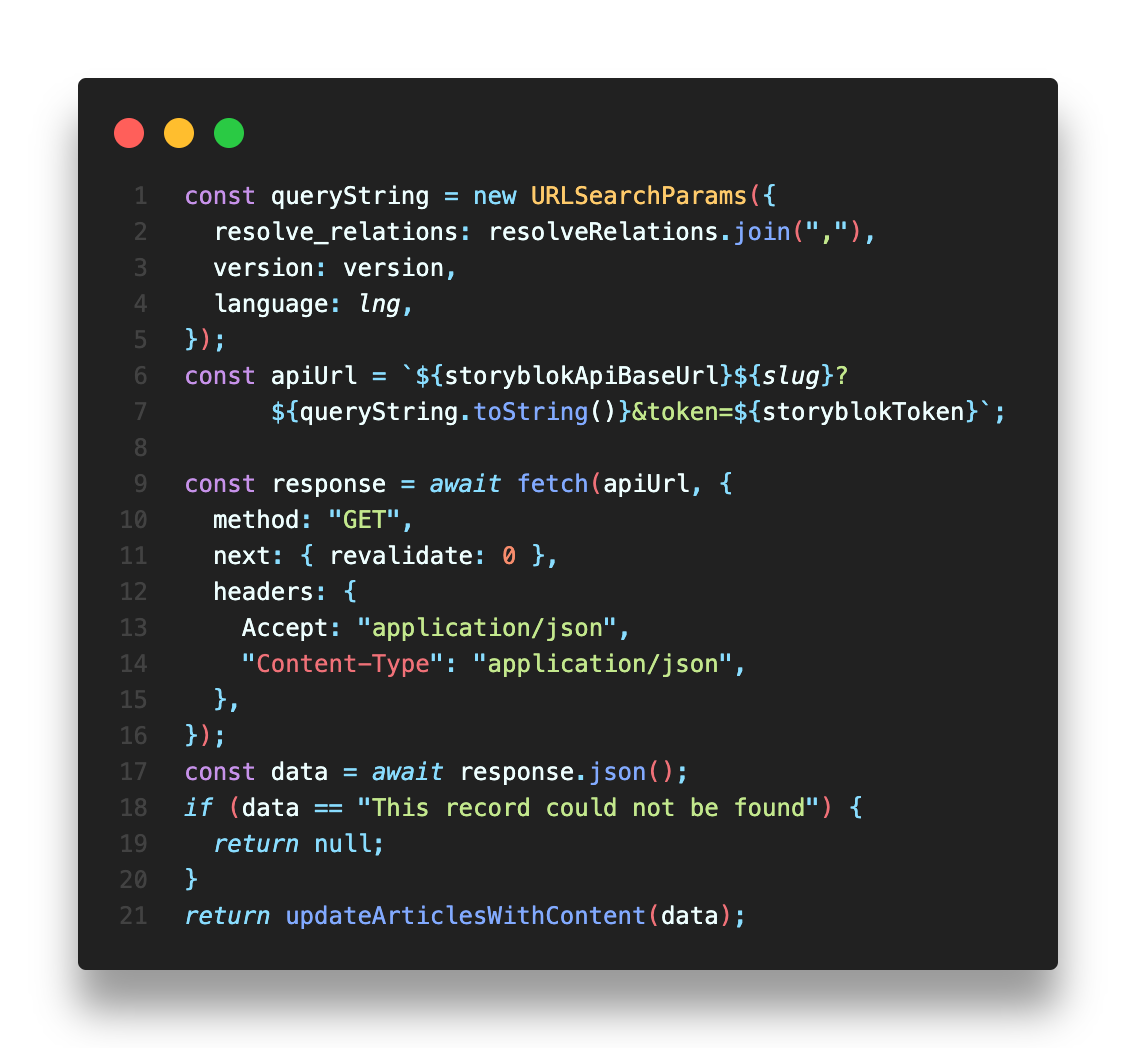 1 const queryString = new URLSearchParams({
2   resolve_relations: resolveRelations.join(","),
3   version: version,
4   language: lng,
5 });
6 const apiUrl = `${storyblokApiBaseUrl}${slug}?
7       ${queryString.toString()}&token=${storyblokToken}`;
8
9 const response = await fetch(apiUrl, {
10   method: "GET",
11   next: { revalidate: 0 },
12   headers: {
13     Accept: "application/json",
14     "Content-Type": "application/json",
15   },
16 });
17 const data = await response.json();
18 if (data == "This record could not be found") {
19   return null;
20 }
21 return updateArticlesWithContent(data);